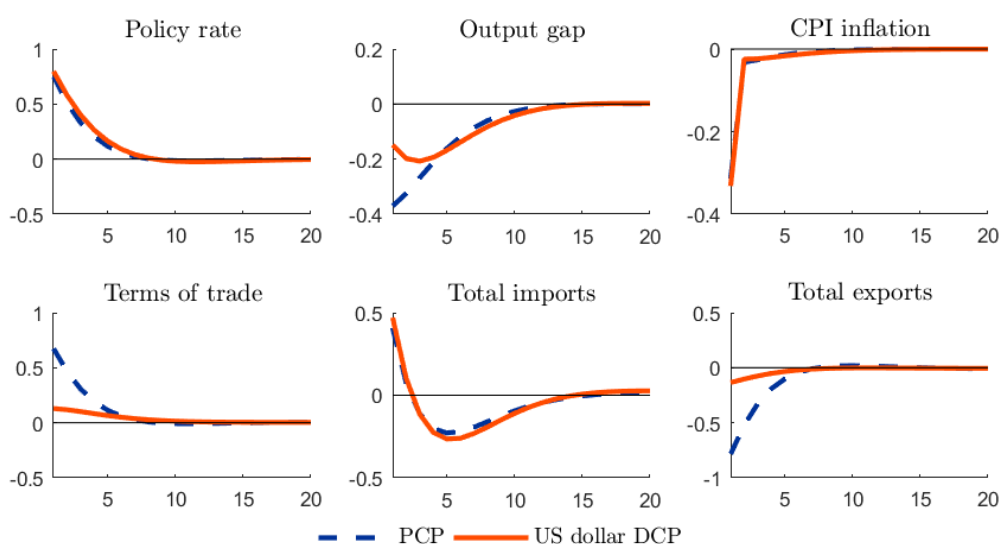 Policy rate
1
0.5
0
-0.5
5 10 15 20
Output gap
0.2
0
-0.2
-0.4
5 10 15 20
CPI inflation
0
-0.2
-0.4
5 10 15 20
Terms of trade
1
0.5
0
-0.5
5 10 15 20
Total imports
0.5
0
-0.5
5 10 15 20
Total exports
0.5
0
-0.5
-1
5 10 15 20
PCP US dollar DCP